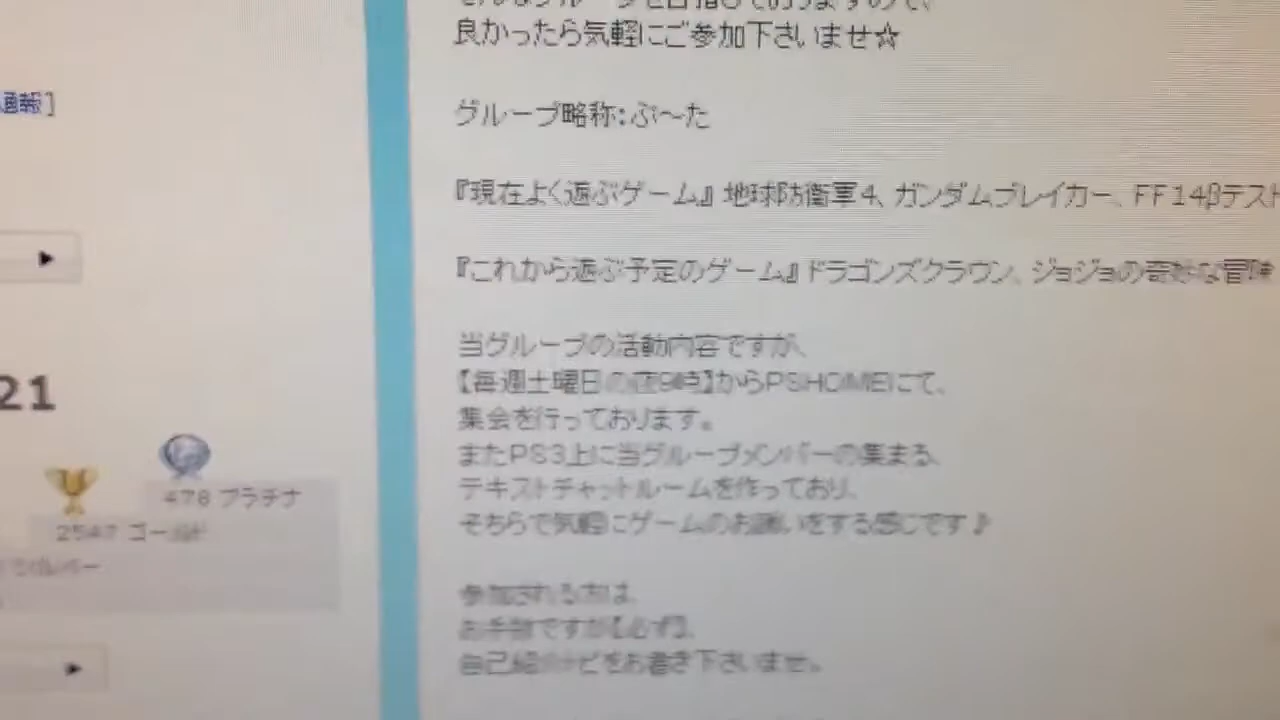 良かったら気軽にご参加下さいませ☆
通報]
グループ略称:ぷ〜た
『現在よく遊ぶゲーム』 地球防衛軍4、ガンダムブレイカー、FF14βテスト
『これから遊ぶ予定のゲーム』 ドラゴンズクラウン、ジョジョの奇妙な冒険
当グループの活動内容ですが、
【毎週土曜日の夜9時】からPSHOMEにて、
21
集会を行っております。
またPS3上に当グループメンバーの集まる、
テキストチャットルームを作っており、
478 プラチナ
そちらで気軽にゲームのお誘いをする感じです♪
2547 ゴールド
シルバー
参加される方は、
お手数ですが【必ず】、
自己紹介トピをお書き下さいませ。